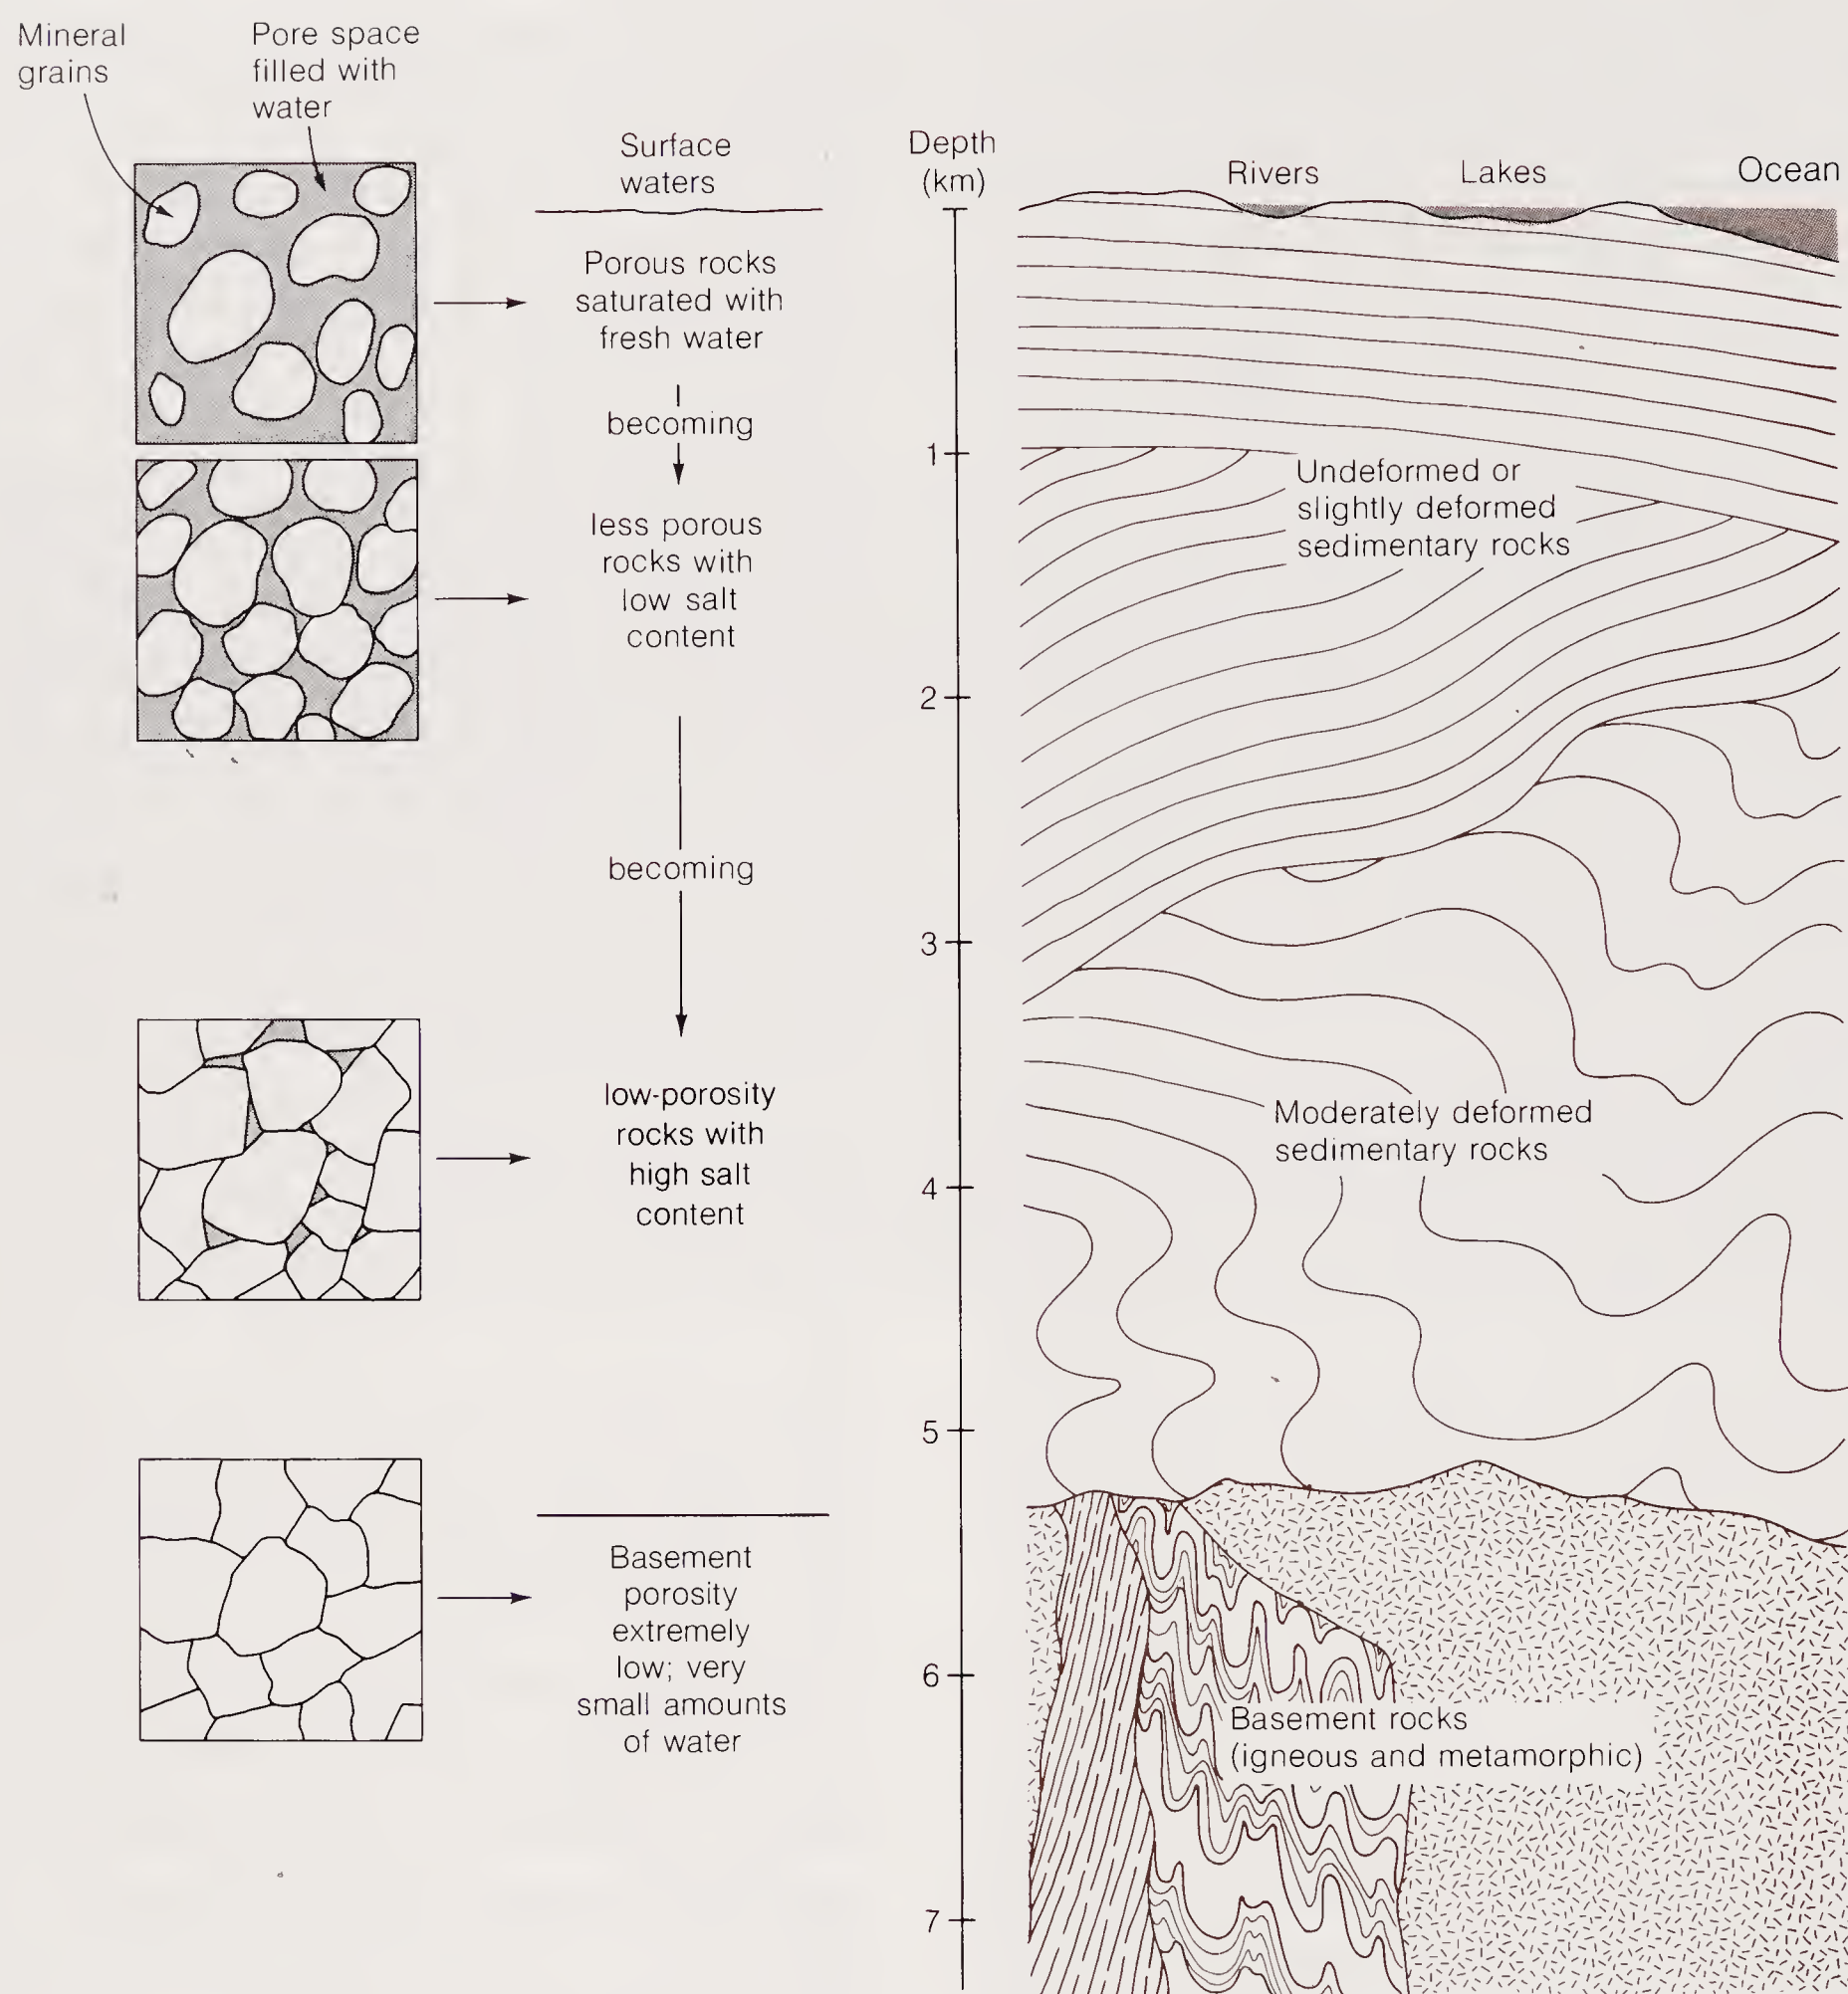 Mineral
grains
Pore space
filled with
water
Surface
waters
Porous rocks
saturated with
fresh water
becoming
less porous
rocks with
low salt
content
becoming
low-porosity
rocks with
high salt
content
Basement
porosity
extremely
low; very
small amounts
of water
Depth
(km)
1
2
3
4
5
6
7
Rivers
Lakes
Ocean
Undeformed or
slightly deformed
sedimentary rocks
Moderately deformed
sedimentary rocks
Basement rocks
(igneous and metamorphic)